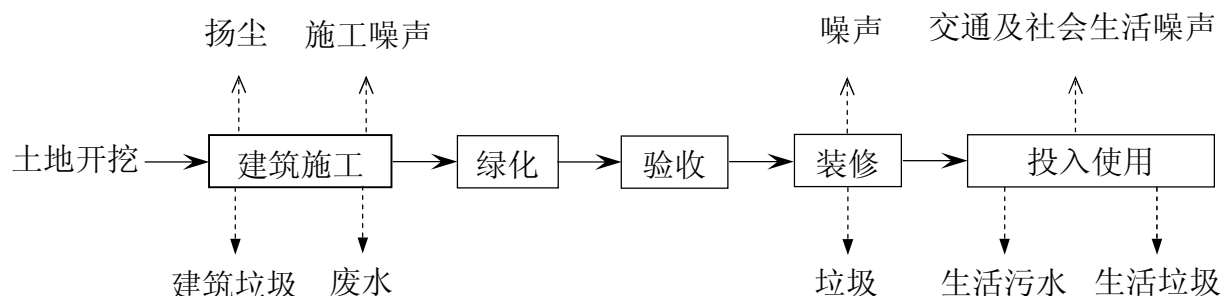 扬尘 施工噪声 噪声 交通及社会生活噪声
土地开挖 建筑施工 绿化 验收 装修 投入使用
建筑垃圾 废水 垃圾 生活污水 生活垃圾